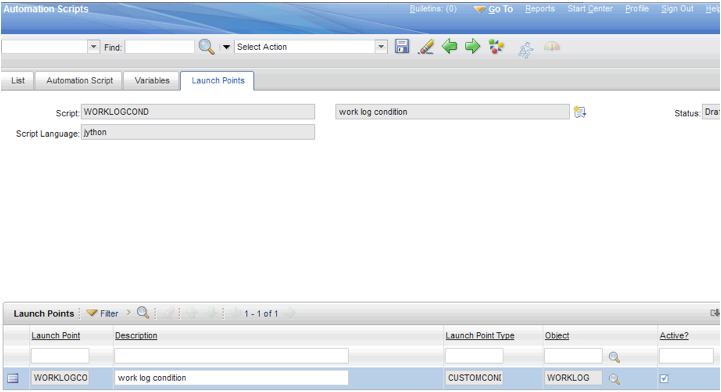 Automation Scripts Bulletins: (0) Go To Reports Start Center Profile Sign Out Hel
Find: Select Action
List Automation Script Variables Launch Points
Script: WORKLOGCOND work log condition Status: Draf
Script Language: jython
Launch Points Filter 1 - 1 of 1
Launch Point Description Launch Point Type Object Active?
WORKLOGCO work log condition CUSTOMCONI WORKLOG